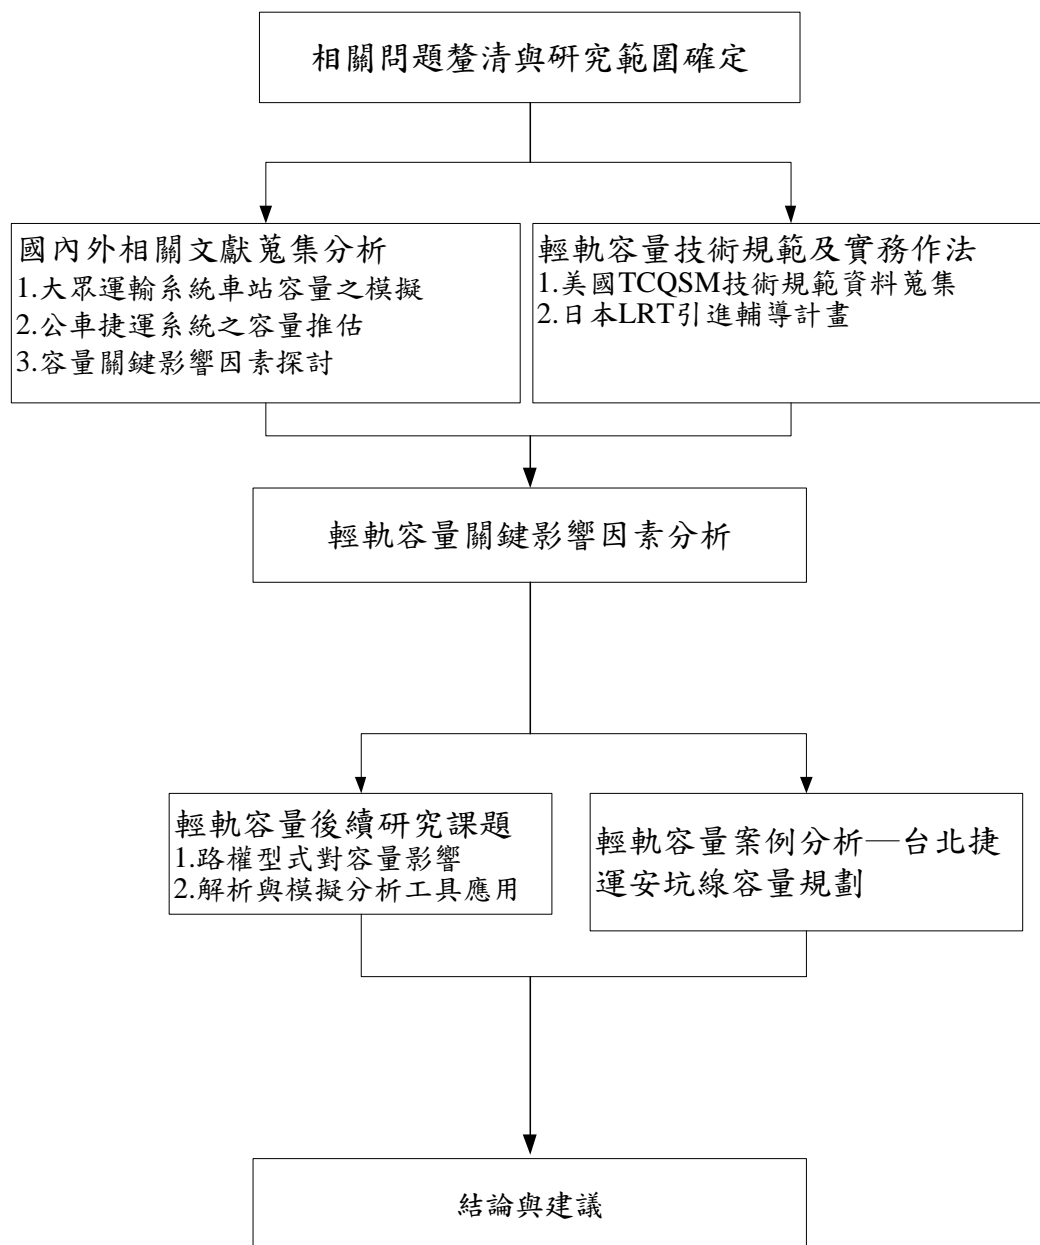 相關問題釐清與研究範圍確定
國內外相關文獻蒐集分析
1.大眾運輸系統車站容量之模擬
2.公車捷運系統之容量推估
3.容量關鍵影響因素探討
輕軌容量技術規範及實務作法
1.美國TCQSM技術規範資料蒐集
2.日本LRT引進輔導計畫
輕軌容量關鍵影響因素分析
輕軌容量後續研究課題
1.路權型式對容量影響
2.解析與模擬分析工具應用
輕軌容量案例分析—台北捷
運安坑線容量規劃
結論與建議